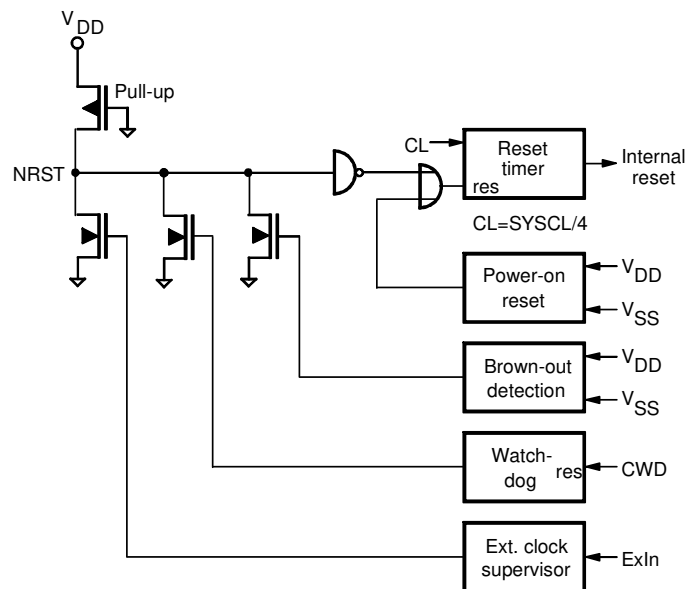 VDD
Pull-up
NRST
CL
Reset
timer
res
Internal
reset
CL=SYSCL/4
Power-on
reset
VDD
VSS
Brown-out
detection
VDD
VSS
Watch-
dog
res
CWD
Ext. clock
supervisor
ExIn